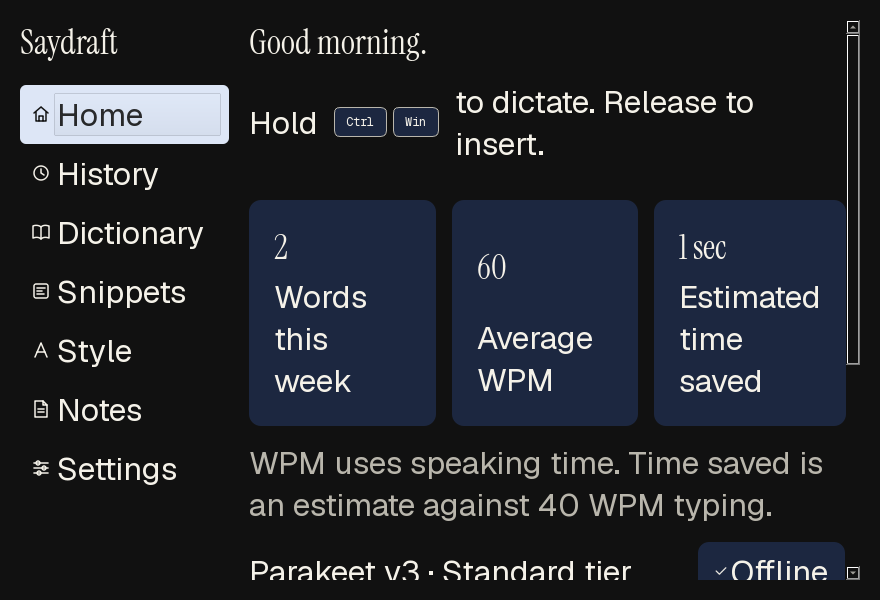 Saydraft
Home
History
Dictionary
Snippets
Style
Notes
Settings
Good morning.
Hold Ctrl Win to dictate. Release to
insert.
2
Words
this
week
60
Average
WPM
1 sec
Estimated
time
saved
WPM uses speaking time. Time saved is
an estimate against 40 WPM typing.
Parakeet v3 · Standard tier
Offline